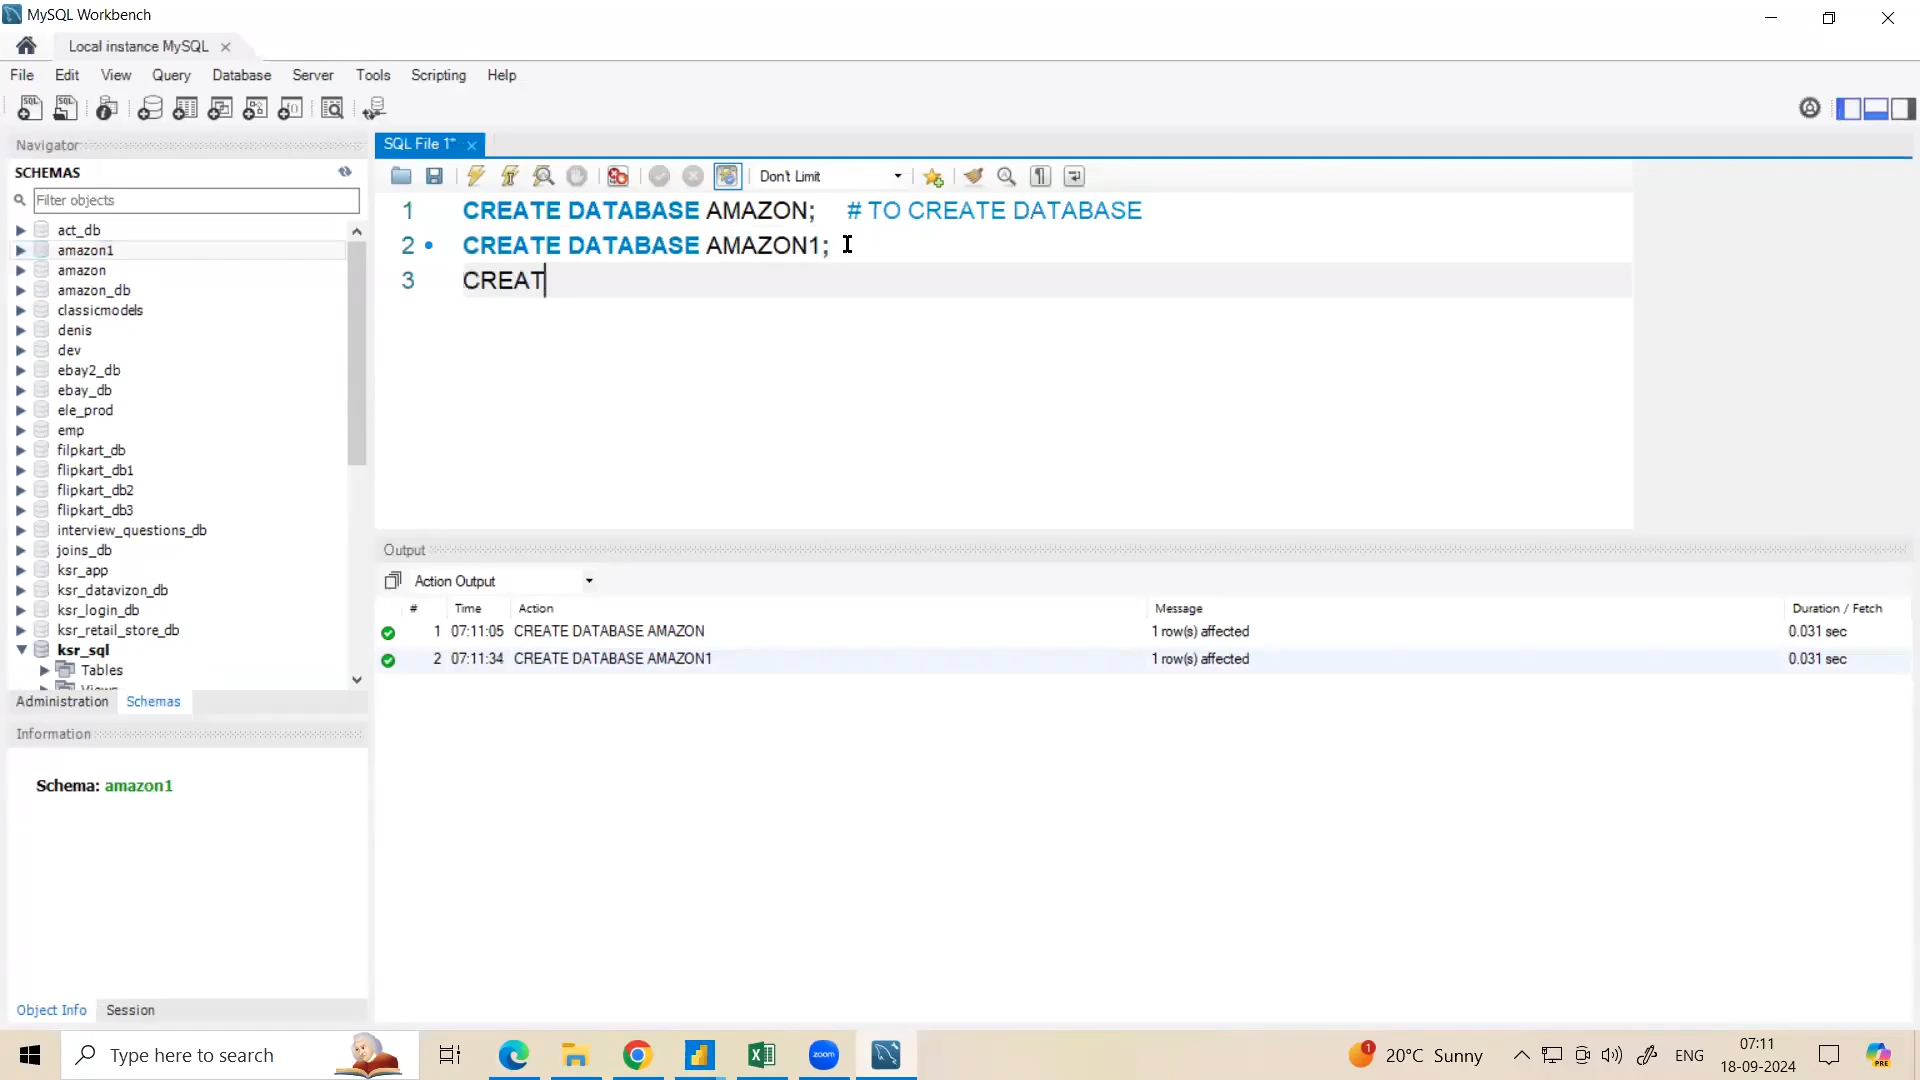 MySQL Workbench
Local instance MySQL
File Edit View Query Database Server Tools Scripting Help
Navigator
SCHEMAS
Filter objects
act_db
amazon1
amazon
amazon_db
classicmodels
denis
dev
ebay2_db
ebay_db
ele_prod
emp
filpkart_db
flipkart_db1
flipkart_db2
flipkart_db3
interview_questions_db
joins_db
ksr_app
ksr_datavizon_db
ksr_login_db
ksr_retail_store_db
ksr_sql
Tables
Views
Administration Schemas
Information
Schema: amazon1
Object Info Session
SQL File 1*
Don't Limit
1 CREATE DATABASE AMAZON; # TO CREATE DATABASE
2 CREATE DATABASE AMAZON1;
3 CREAT
Output
Action Output
# Time Action Message Duration / Fetch
1 07:11:05 CREATE DATABASE AMAZON 1 row(s) affected 0.031 sec
2 07:11:34 CREATE DATABASE AMAZON1 1 row(s) affected 0.031 sec
Type here to search
zoom
1
20°C Sunny
ENG
07:11
18-09-2024
PRE